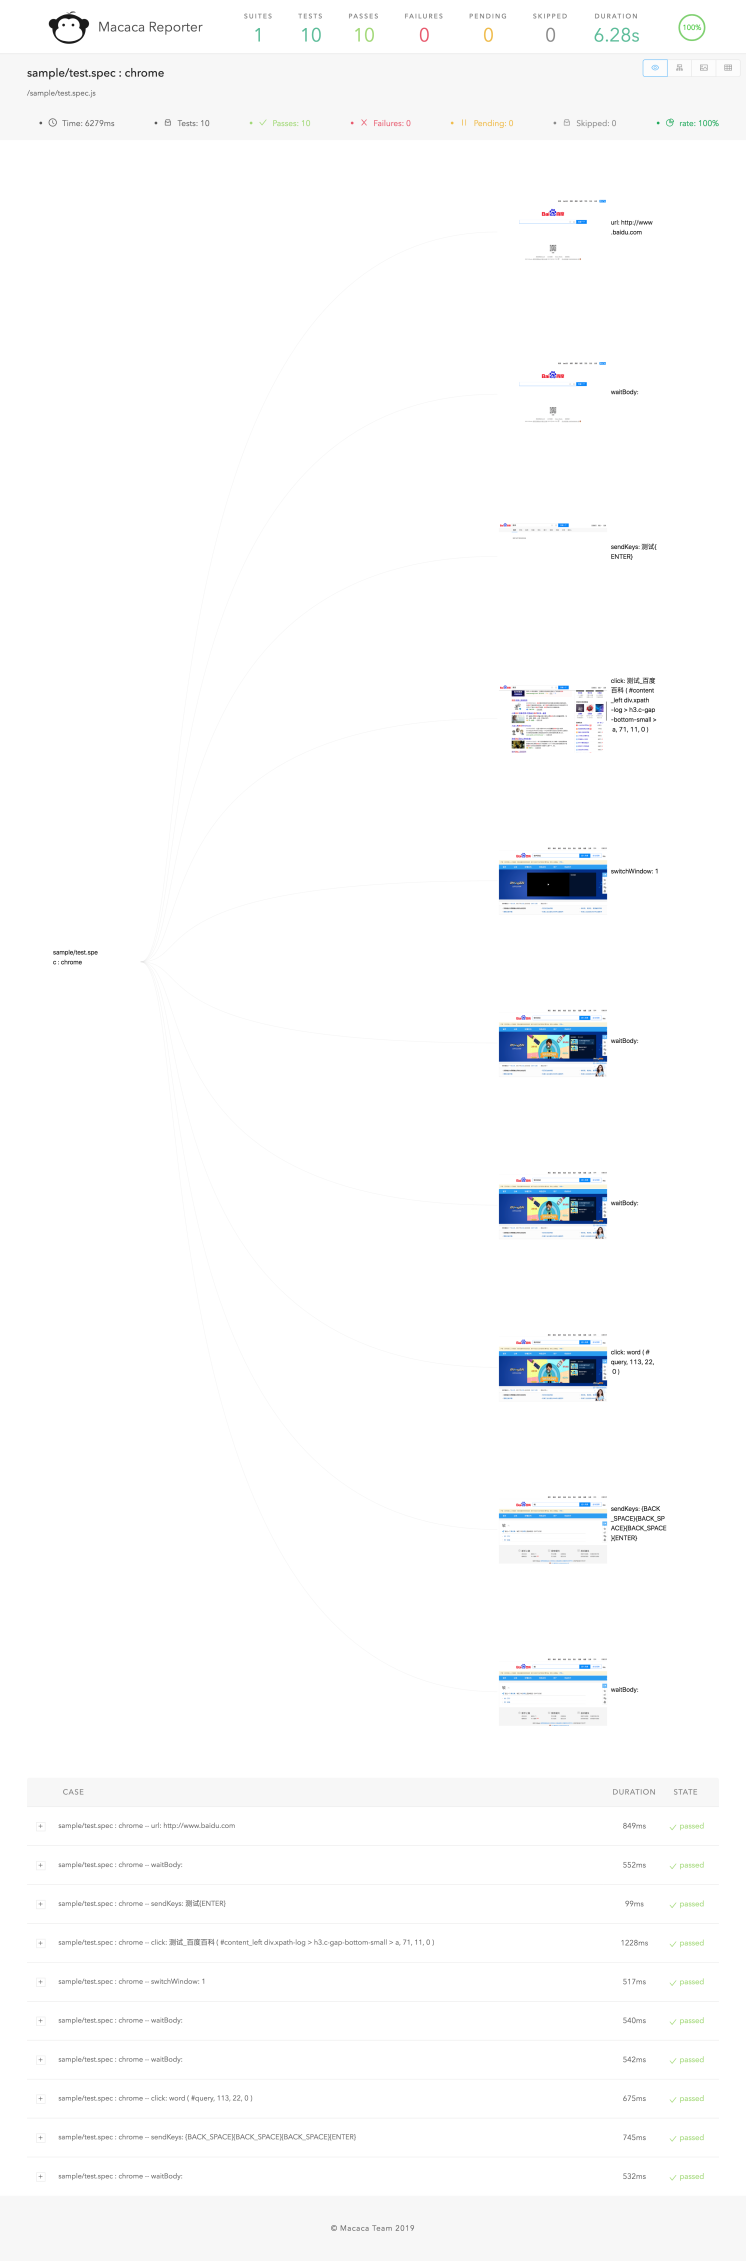 Macaca Reporter
SUITES TESTS PASSES FAILURES PENDING SKIPPED DURATION
1 10 10 0 0 0 6.28s
100%
sample/test.spec : chrome
/sample/test.spec.js
Time: 6279ms Tests: 10 Passes: 10 Failures: 0 Pending: 0 Skipped: 0 rate: 100%
url: http://www
.baidu.com
waitBody:
sendKeys: 测试{
ENTER}
click: 测试_百度
百科 ( #content
_left div.xpath
-log > h3.c-gap
-bottom-small >
a, 71, 11, 0 )
switchWindow: 1
sample/test.spe
c : chrome
waitBody:
waitBody:
click: word ( #
query, 113, 22,
0 )
sendKeys: {BACK
_SPACE}{BACK_SP
ACE}{BACK_SPACE
}{ENTER}
waitBody:
CASE DURATION STATE
sample/test.spec : chrome -- url: http://www.baidu.com 849ms passed
sample/test.spec : chrome -- waitBody: 552ms passed
sample/test.spec : chrome -- sendKeys: 测试{ENTER} 99ms passed
sample/test.spec : chrome -- click: 测试_百度百科 ( #content_left div.xpath-log > h3.c-gap-bottom-small > a, 71, 11, 0 ) 1228ms passed
sample/test.spec : chrome -- switchWindow: 1 517ms passed
sample/test.spec : chrome -- waitBody: 540ms passed
sample/test.spec : chrome -- waitBody: 542ms passed
sample/test.spec : chrome -- click: word ( #query, 113, 22, 0 ) 675ms passed
sample/test.spec : chrome -- sendKeys: {BACK_SPACE}{BACK_SPACE}{BACK_SPACE}{ENTER} 745ms passed
sample/test.spec : chrome -- waitBody: 532ms passed
© Macaca Team 2019